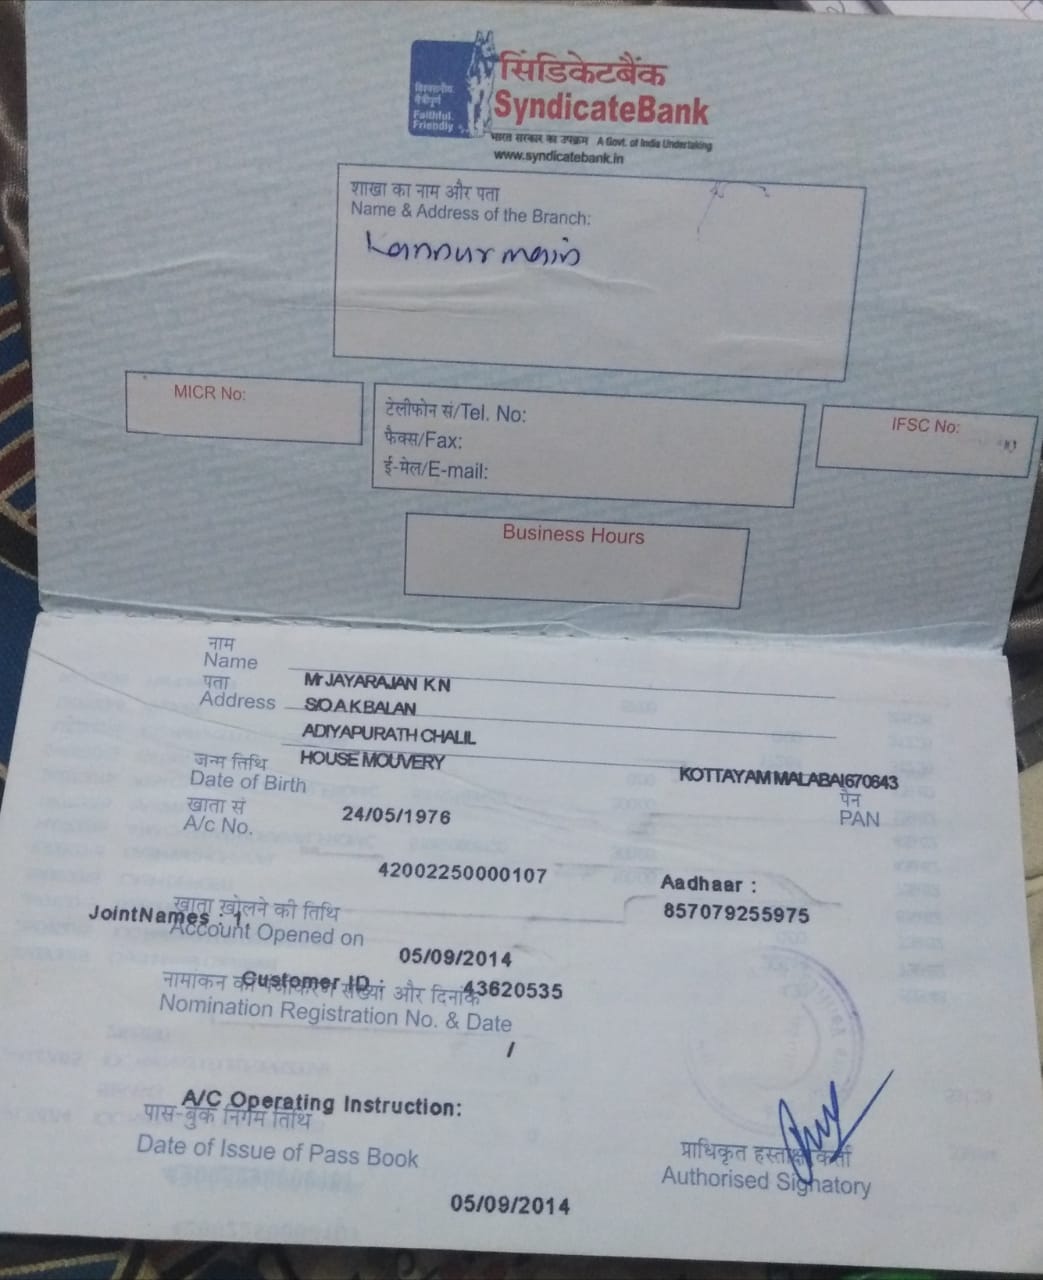 सिंडिकेटबैंक
SyndicateBank
विश्वसनीय
मैत्रीपूर्ण
Faithful.
Friendly
भारत सरकार का उपक्रम A Govt. of India Undertaking
www.syndicatebank.in
शाखा का नाम और पता
Name & Address of the Branch:
Kannur main
MICR No:
टेलीफोन सं/Tel. No:
फैक्स/Fax:
ई-मेल/E-mail:
IFSC No:
Business Hours
नाम
Name
Mr JAYARAJAN K N
पता
Address
S/O A K BALAN
ADIYAPURATH CHALIL
HOUSE MOUVERY
KOTTAYAM MALABA 670643
जन्म तिथि
Date of Birth
24/05/1976
पैन
PAN
खाता सं
A/c No.
42002250000107
Aadhaar :
857079255975
खाता खोलने की तिथि
JointNames : 1
Account Opened on
05/09/2014
Customer ID : 43620535
नामांकन का पंजीकरण संख्या और दिनांक
Nomination Registration No. & Date
/
A/C Operating Instruction:
पास-बुक निर्गम तिथि
Date of Issue of Pass Book
05/09/2014
प्राधिकृत हस्ताक्षरकर्ता
Authorised Signatory